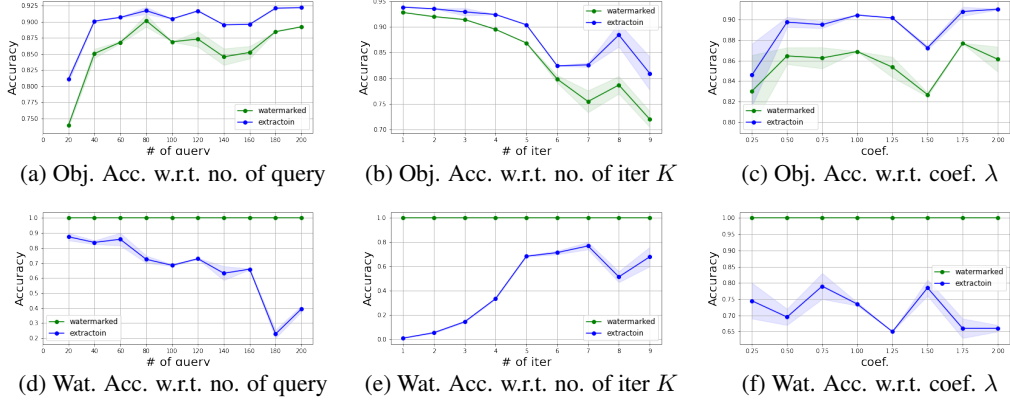 Accuracy
0.925
0.900
0.875
0.850
0.825
0.800
0.775
0.750
20 40 60 80 100 120 140 160 180 200
# of query
watermarked
extractoin
(a) Obj. Acc. w.r.t. no. of query
Accuracy
0.95
0.90
0.85
0.80
0.75
0.70
1 2 3 4 5 6 7 8 9
# of iter
watermarked
extractoin
(b) Obj. Acc. w.r.t. no. of iter K
Accuracy
0.90
0.88
0.86
0.84
0.82
0.80
0.25 0.50 0.75 1.00 1.25 1.50 1.75 2.00
coef.
watermarked
extractoin
(c) Obj. Acc. w.r.t. coef. λ
Accuracy
1.0
0.9
0.8
0.7
0.6
0.5
0.4
0.3
0.2
20 40 60 80 100 120 140 160 180 200
# of query
watermarked
extractoin
(d) Wat. Acc. w.r.t. no. of query
Accuracy
1.0
0.8
0.6
0.4
0.2
0.0
1 2 3 4 5 6 7 8 9
# of iter
watermarked
extractoin
(e) Wat. Acc. w.r.t. no. of iter K
Accuracy
1.00
0.95
0.90
0.85
0.80
0.75
0.70
0.65
0.25 0.50 0.75 1.00 1.25 1.50 1.75 2.00
coef.
watermarked
extractoin
(f) Wat. Acc. w.r.t. coef. λ